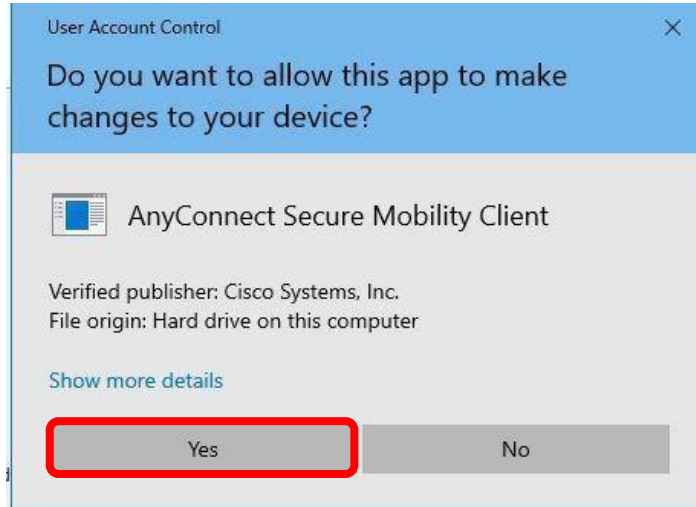 User Account Control
Do you want to allow this app to make
changes to your device?
AnyConnect Secure Mobility Client
Verified publisher: Cisco Systems, Inc.
File origin: Hard drive on this computer
Show more details
Yes
No